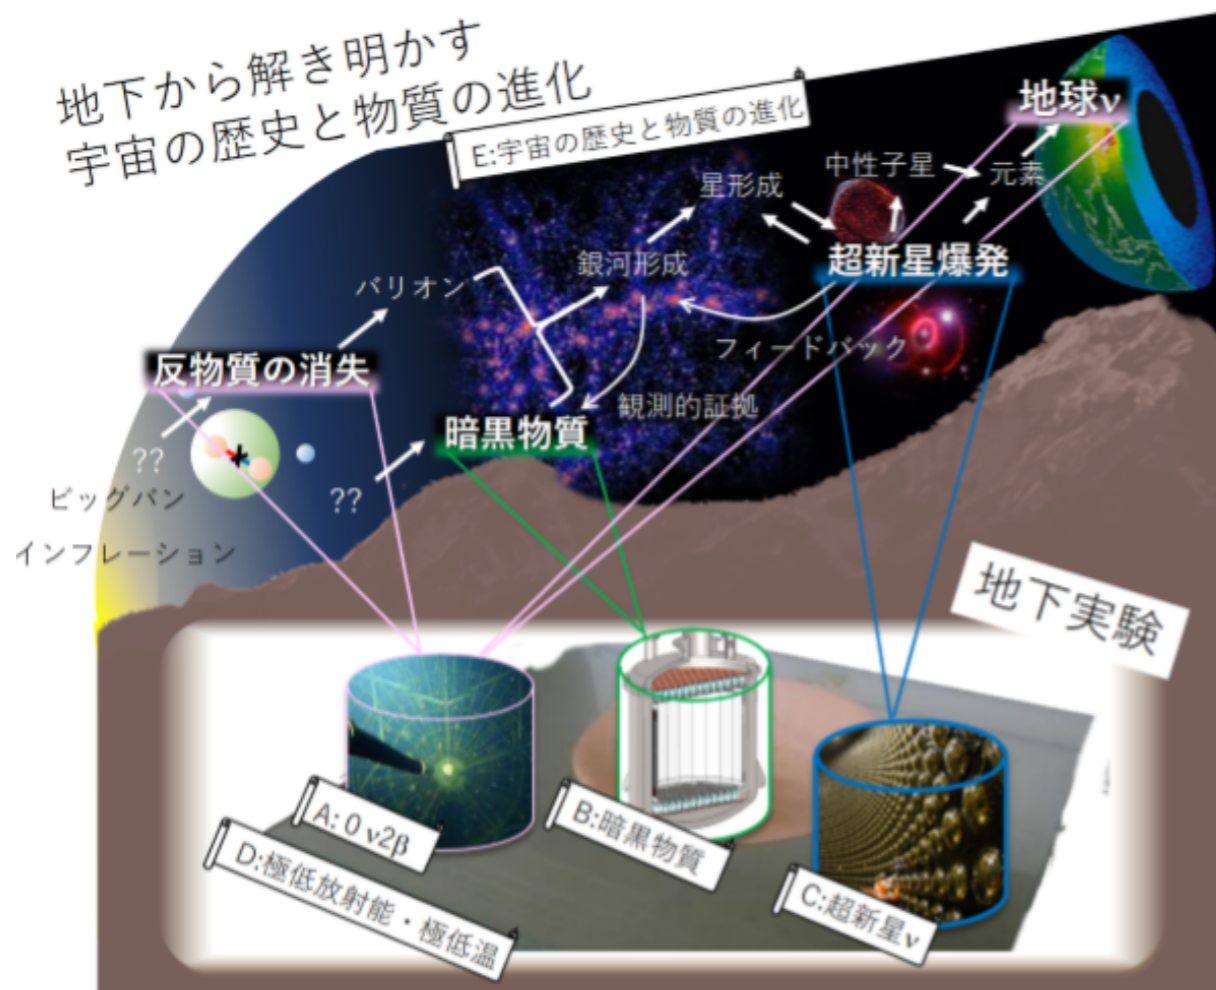 地下から解き明かす
宇宙の歴史と物質の進化
E:宇宙の歴史と物質の進化
地球ν
中性子星
元素
星形成
超新星爆発
銀河形成
バリオン
フィードバック
反物質の消失
観測的証拠
暗黒物質
??
??
ビッグバン
インフレーション
地下実験
A: 0 ν2β
B:暗黒物質
C:超新星ν
D:極低放射能・極低温